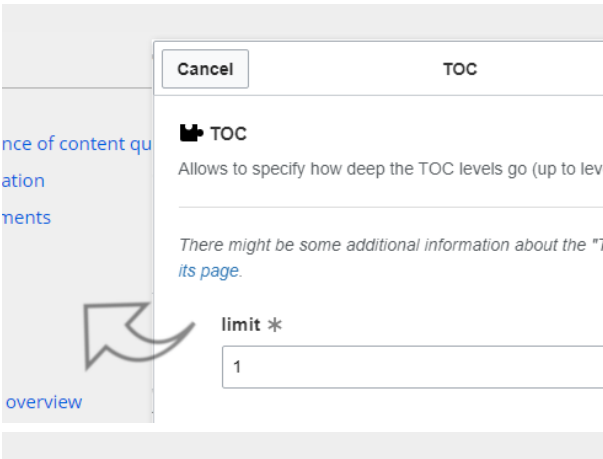 Cancel
TOC
TOC
Allows to specify how deep the TOC levels go (up to lev
There might be some additional information about the "T
its page.
limit *
1
nce of content qu
ation
ments
overview